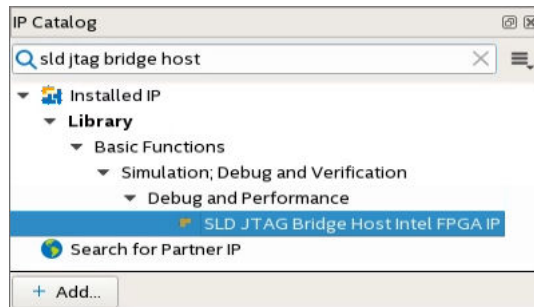 IP Catalog
sld jtag bridge host
Installed IP
Library
Basic Functions
Simulation; Debug and Verification
Debug and Performance
SLD JTAG Bridge Host Intel FPGA IP
Search for Partner IP
+ Add...